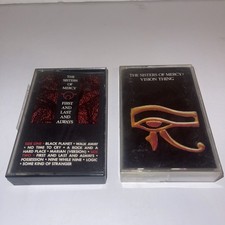 THE
SISTERS
OF
MERCY
FIRST
AND
LAST
AND
ALWAYS
SIDE ONE • BLACK PLANET • WALK AWAY
• NO TIME TO CRY • A ROCK AND A
HARD PLACE • MARIAN (VERSION) •
FIRST AND LAST AND ALWAYS •
POSSESSION • NINE WHILE NINE • LOGIC
• SOME KIND OF STRANGER
THE SISTERS OF MERCY:
VISION THING